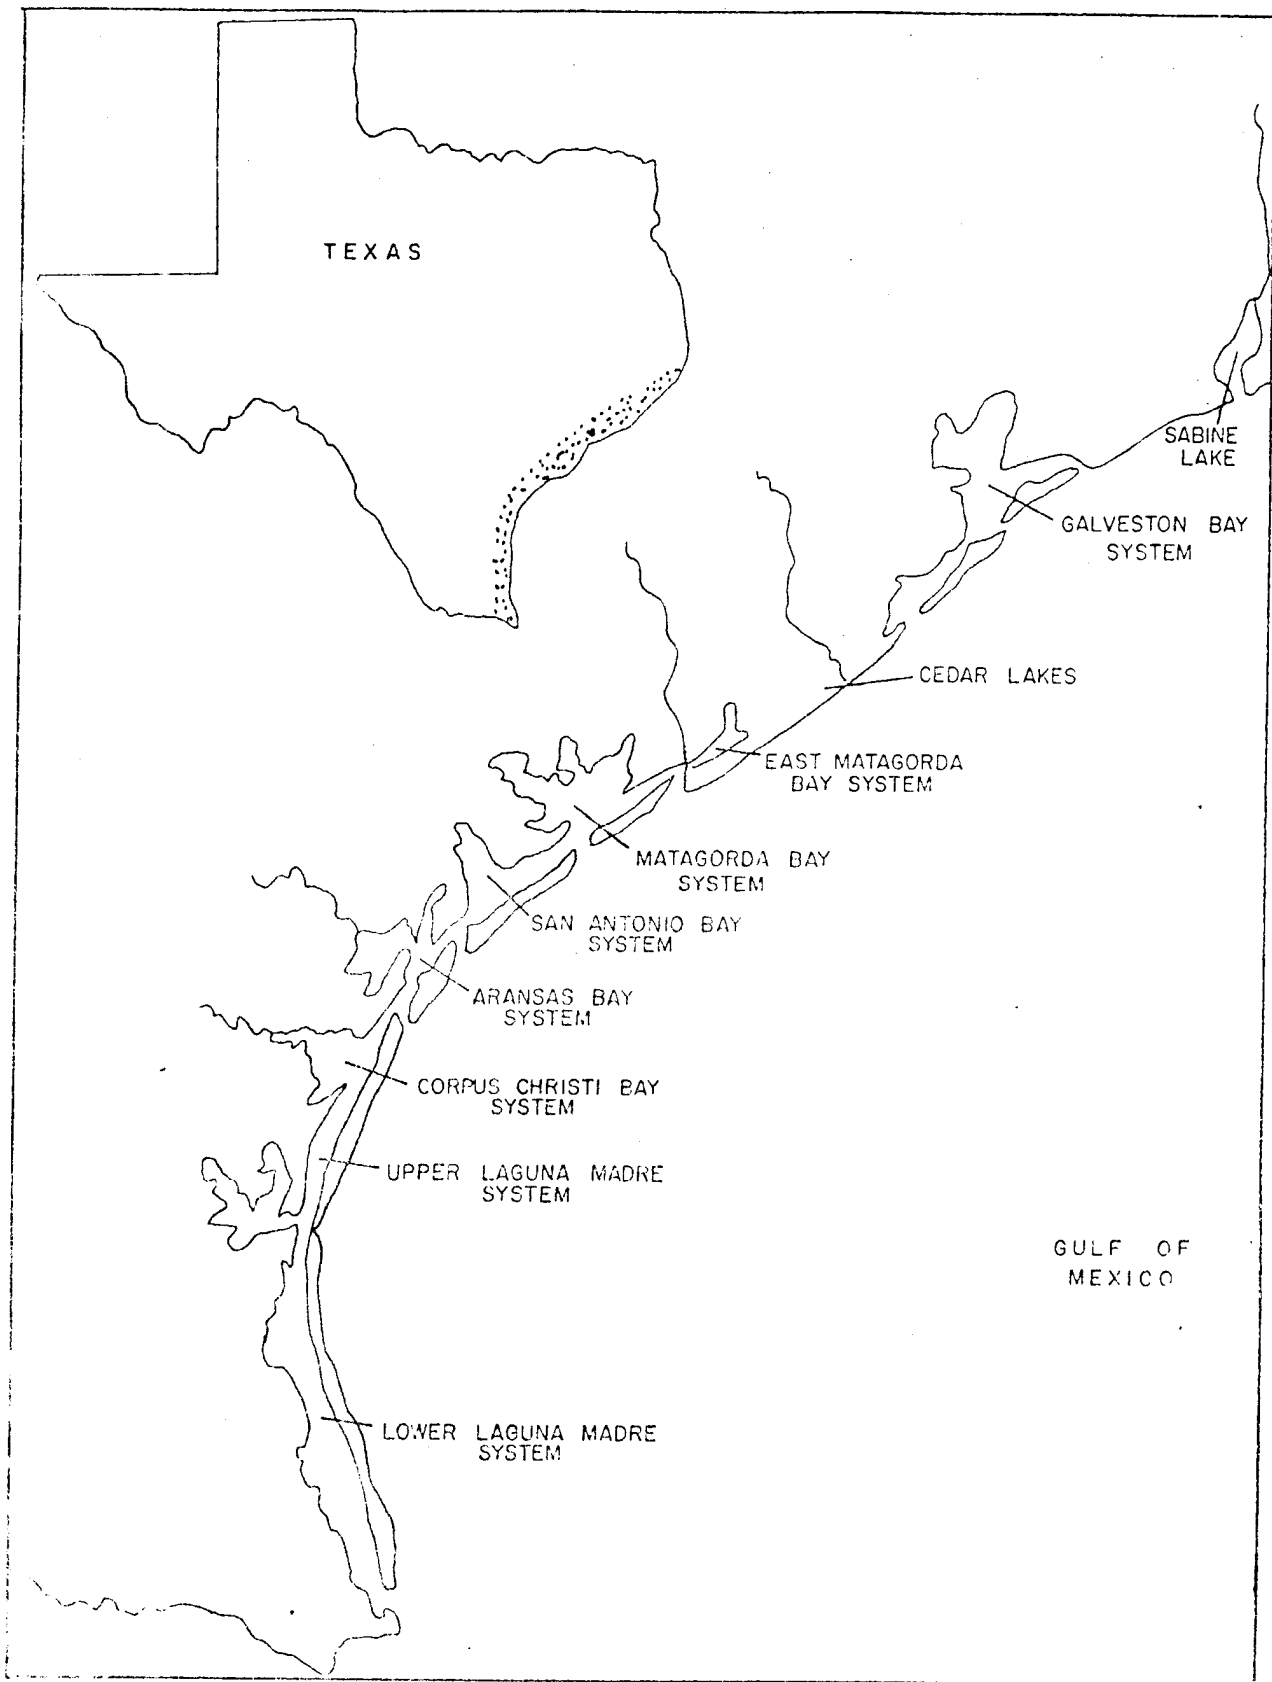 TEXAS
SABINE
LAKE
GALVESTON BAY
SYSTEM
CEDAR LAKES
EAST MATAGORDA
BAY SYSTEM
MATAGORDA BAY
SYSTEM
SAN ANTONIO BAY
SYSTEM
ARANSAS BAY
SYSTEM
CORPUS CHRISTI BAY
SYSTEM
UPPER LAGUNA MADRE
SYSTEM
GULF OF
MEXICO
LOWER LAGUNA MADRE
SYSTEM